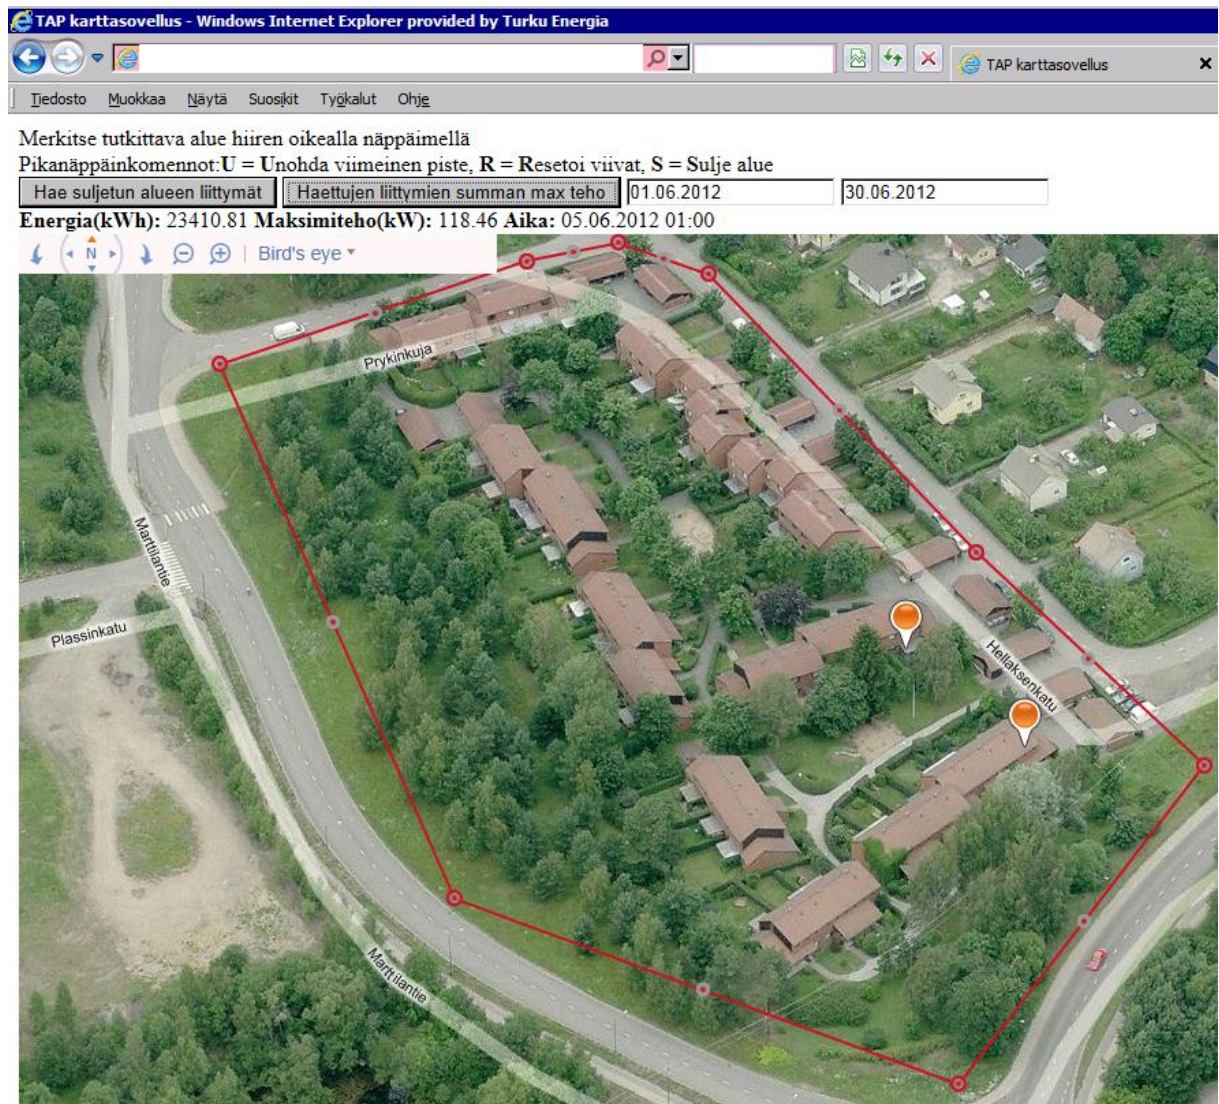 TAP karttasovellus - Windows Internet Explorer provided by Turku Energia
TAP karttasovellus
Tiedosto Muokkaa Näytä Suosikit Työkalut Ohje
Merkitse tutkittava alue hiiren oikealla näppäimellä
Pikanäppäinkomennot:U = Unohda viimeinen piste, R = Resetoi viivat, S = Sulje alue
Hae suljetun alueen liittymät Haettujen liittymien summan max teho 01.06.2012 30.06.2012
Energia(kWh): 23410.81 Maksimiteho(kW): 118.46 Aika: 05.06.2012 01:00
N Bird's eye
Prykinkuja
Marttilantie
Plassinkatu
Hellaksenkatu
Marttilantie